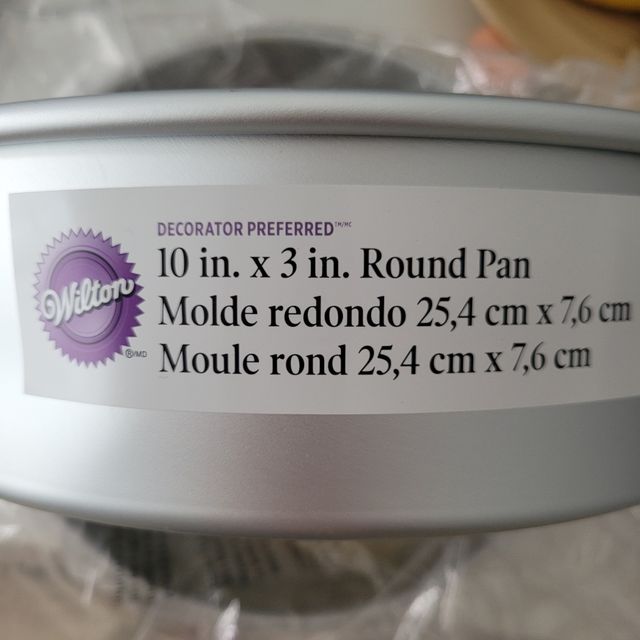 DECORATOR PREFERRED™/MC
10 in. x 3 in. Round Pan
Wilton
®/MD
Molde redondo 25,4 cm x 7,6 cm
Moule rond 25,4 cm x 7,6 cm